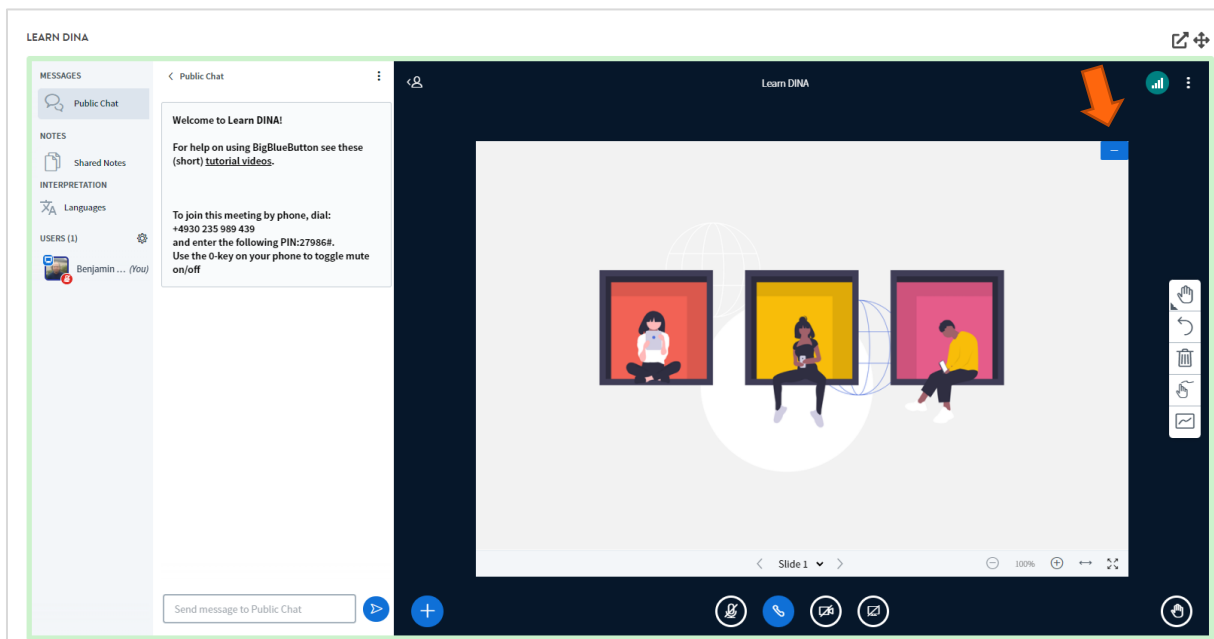 LEARN DINA
MESSAGES
Public Chat
NOTES
Shared Notes
INTERPRETATION
Languages
USERS (1)
Benjamin ... (You)
Public Chat
Welcome to Learn DINA!
For help on using BigBlueButton see these
(short) tutorial videos.
To join this meeting by phone, dial:
+4930 235 989 439
and enter the following PIN:27986#.
Use the 0-key on your phone to toggle mute
on/off
Send message to Public Chat
Learn DINA
Slide 1
100%